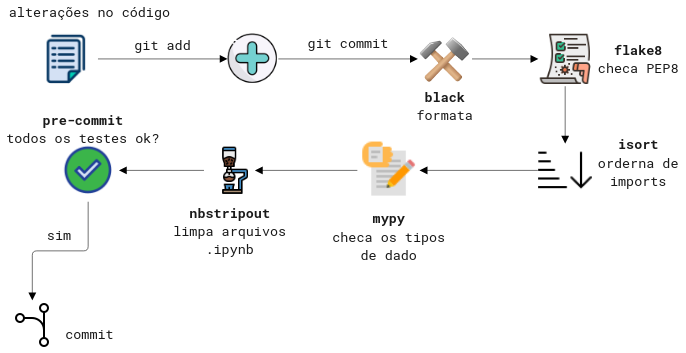 alterações no código
git add
git commit
black
formata
flake8
checa PEP8
isort
orderna de
imports
mypy
checa os tipos
de dado
nbstripout
limpa arquivos
.ipynb
pre-commit
todos os testes ok?
sim
commit